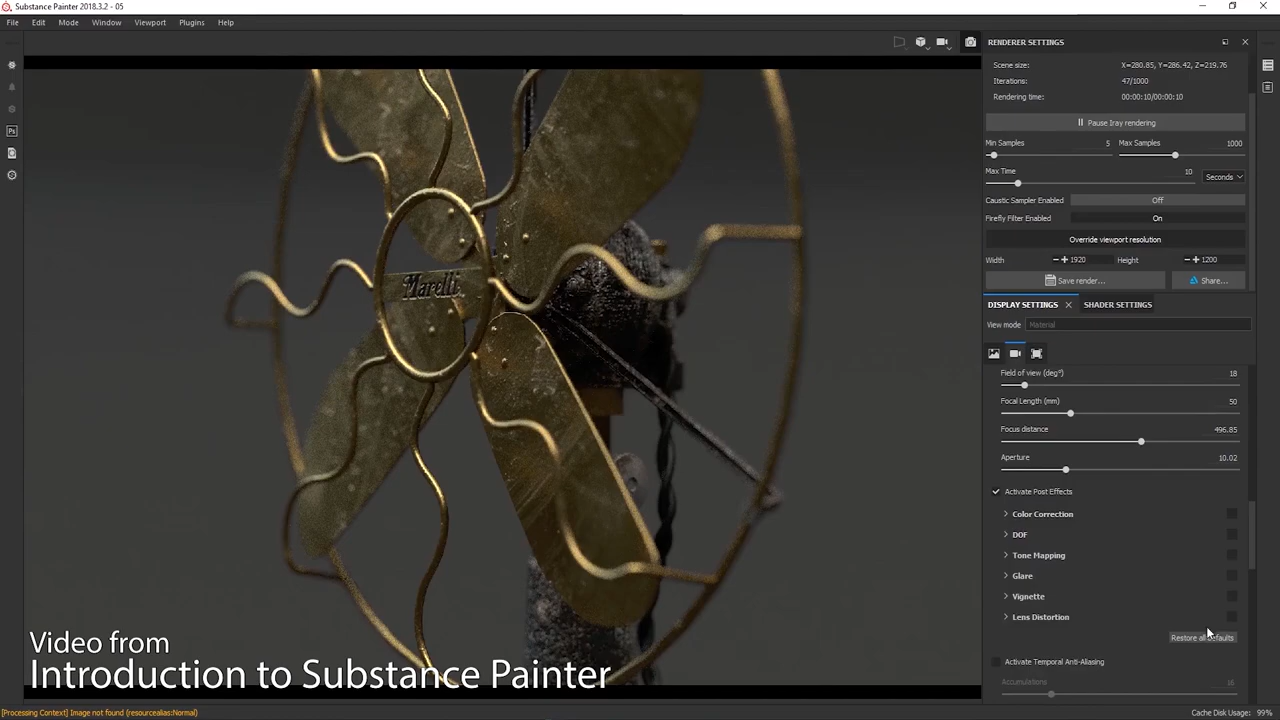 Substance Painter 2018.3.2 - 05
File Edit Mode Window Viewport Plugins Help
RENDERER SETTINGS
Scene size: X=280.85, Y=286.42, Z=219.76
Iterations: 47/1000
Rendering time: 00:00:10/00:00:10
Pause Iray rendering
Min Samples 5 Max Samples 1000
Max Time 10 Seconds
Caustic Sampler Enabled Off
Firefly Filter Enabled On
Override viewport resolution
Width 1920 Height 1200
Save render... Share...
DISPLAY SETTINGS SHADER SETTINGS
View mode Material
Field of view (deg°) 18
Focal Length (mm) 50
Focus distance 496.85
Aperture 10.02
Activate Post Effects
Color Correction
DOF
Tone Mapping
Glare
Vignette
Lens Distortion
Restore all defaults
Activate Temporal Anti-Aliasing
Accumulations 16
Ps
Marelli
Video from
Introduction to Substance Painter
[Processing Context] Image not found (resourcealias:Normal) Cache Disk Usage: 99%